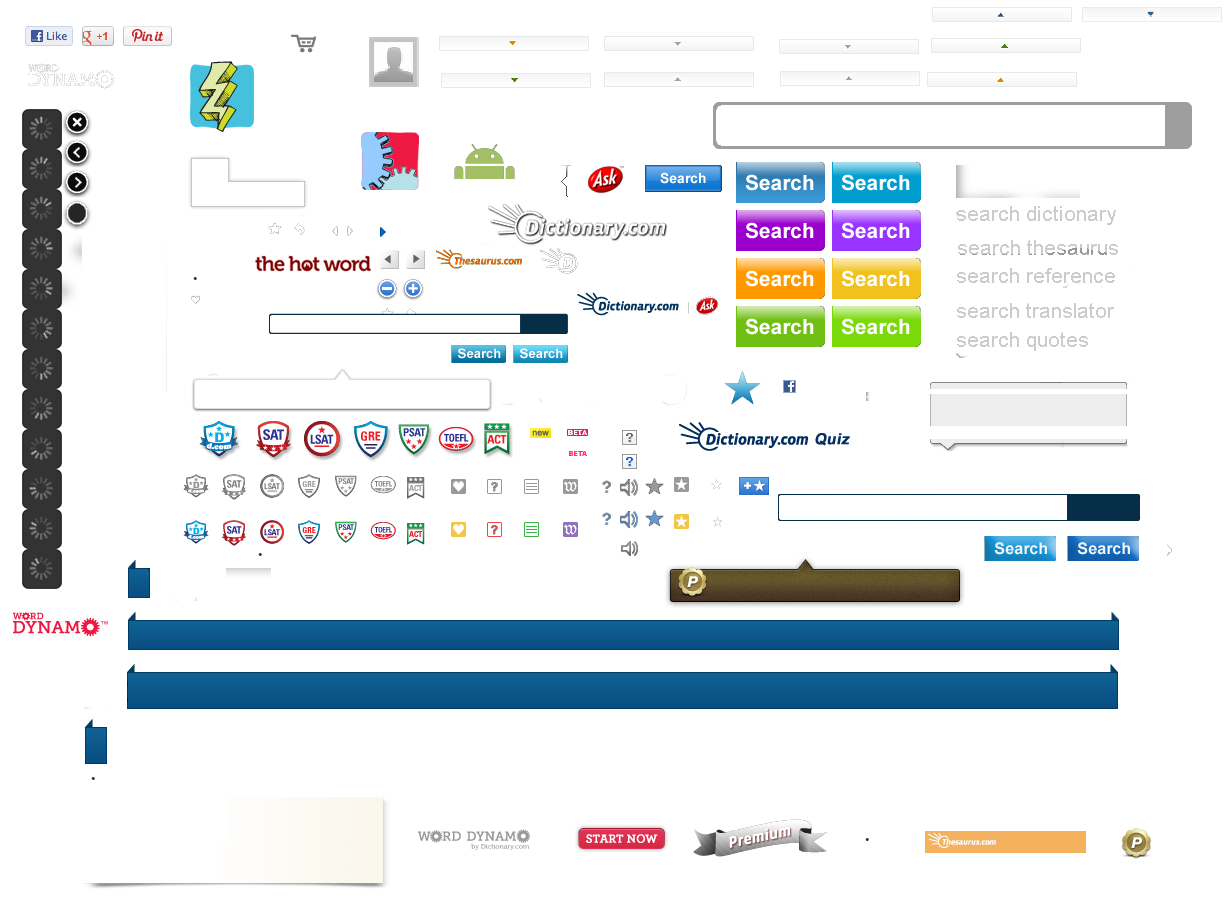 Like
+1
Pin it
WORD
DYNAMO
Ask
Search
Search
Search
search dictionary
Dictionary.com
Search
Search
search thesaurus
the hot word
Thesaurus.com
D
search reference
Search
Search
Dictionary.com
Ask
search translator
Search
Search
search quotes
Search
Search
D
d.com
SAT
LSAT
GRE
PSAT
TOEFL
ACT
new
BETA
BETA
?
?
Dictionary.com Quiz
D
SAT
LSAT
GRE
PSAT
TOEFL
ACT
?
w
?
D
SAT
LSAT
GRE
PSAT
TOEFL
ACT
?
w
?
Search
Search
P
WORD
DYNAMO™
WORD DYNAMO
by Dictionary.com
START NOW
Premium
Thesaurus.com
P